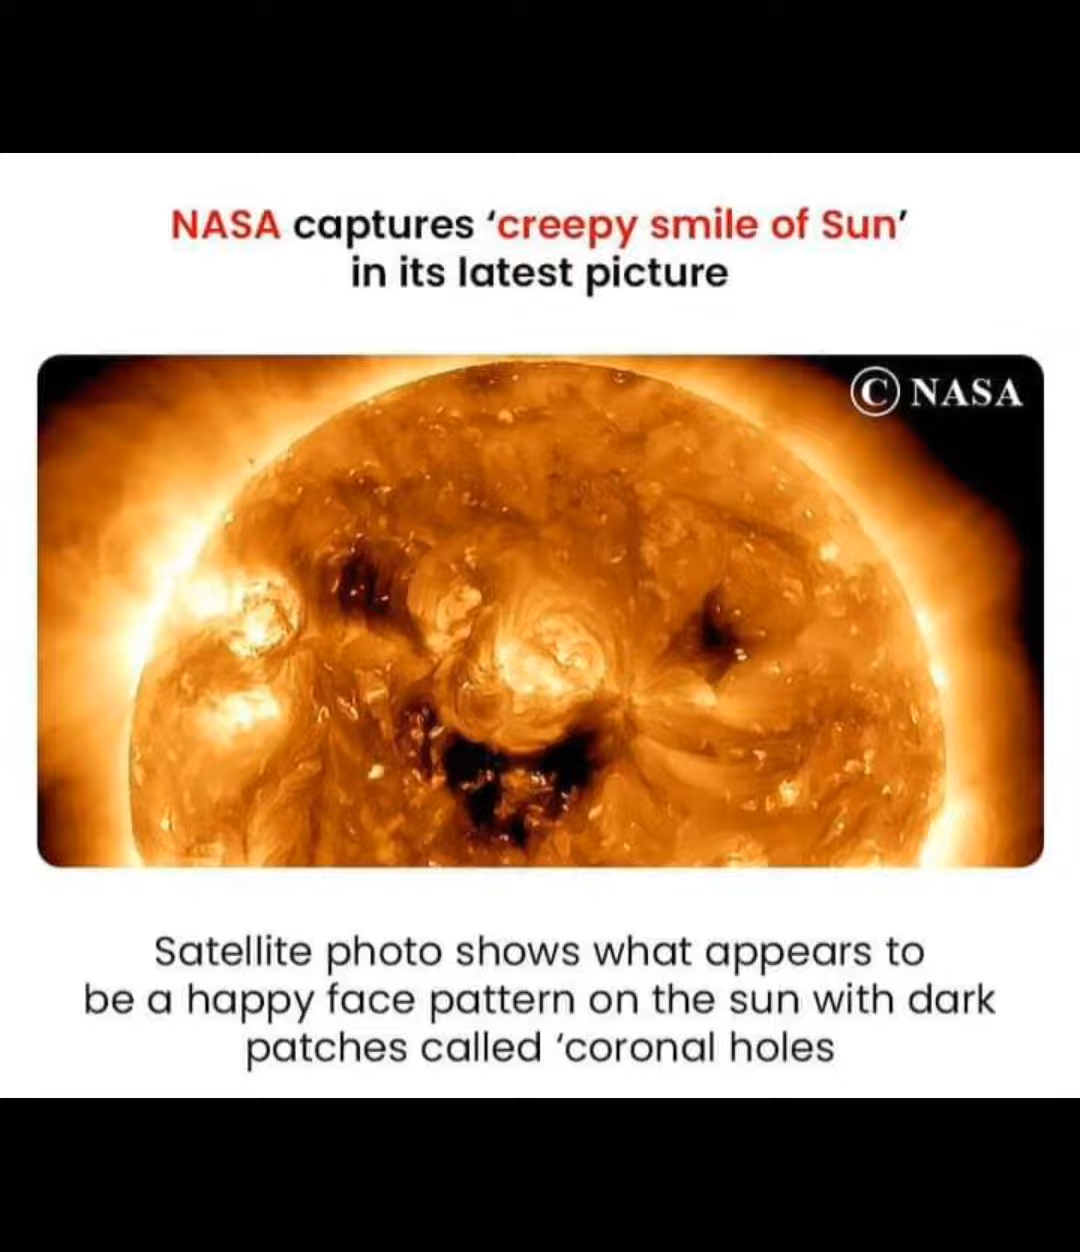 NASA captures ‘creepy smile of Sun’
in its latest picture
© NASA
Satellite photo shows what appears to
be a happy face pattern on the sun with dark
patches called ‘coronal holes